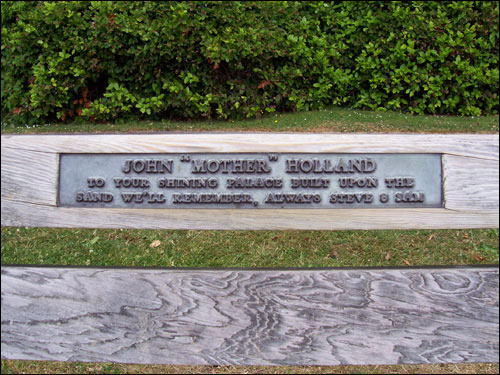 JOHN "MOTHER" HOLLAND
TO YOUR SHINING PALACE BUILT UPON THE
SAND WE'LL REMEMBER, ALWAYS STEVE & SAM